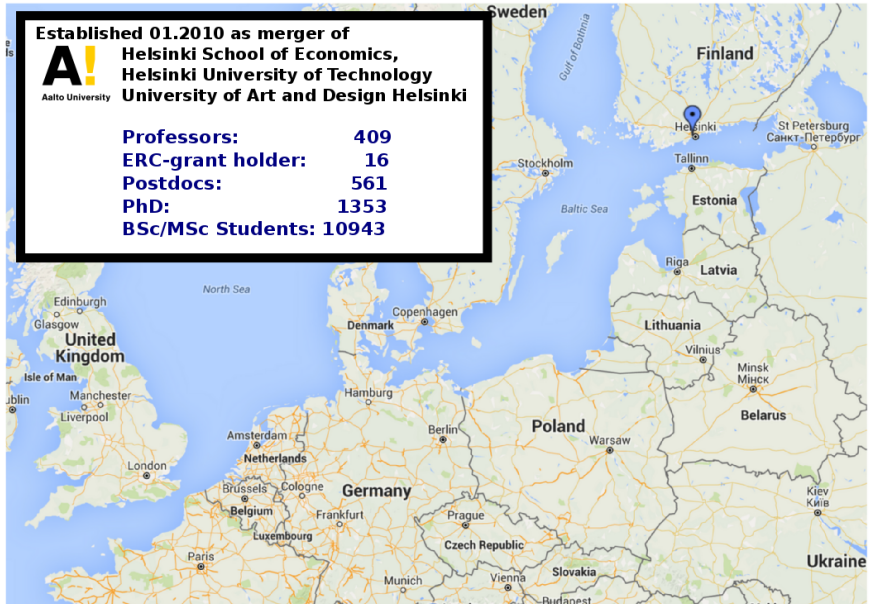 Established 01.2010 as merger of
Helsinki School of Economics,
Helsinki University of Technology
University of Art and Design Helsinki
A!
Aalto University
Professors: 409
ERC-grant holder: 16
Postdocs: 561
PhD: 1353
BSc/MSc Students: 10943
Sweden
Gulf of Bothnia
Finland
Helsinki
St Petersburg
Санкт-Петербург
Stockholm
Tallinn
Estonia
Baltic Sea
Riga
Latvia
North Sea
Edinburgh
Glasgow
Copenhagen
Denmark
Lithuania
United
Kingdom
Vilnius
Isle of Man
Minsk
Мінск
Manchester
Liverpool
Hamburg
Belarus
Amsterdam
Berlin
Poland
Warsaw
Netherlands
London
Brussels
Cologne
Germany
Kiev
Київ
Belgium
Frankfurt
Prague
Luxembourg
Czech Republic
Paris
Ukraine
Munich
Vienna
Slovakia
Budapest